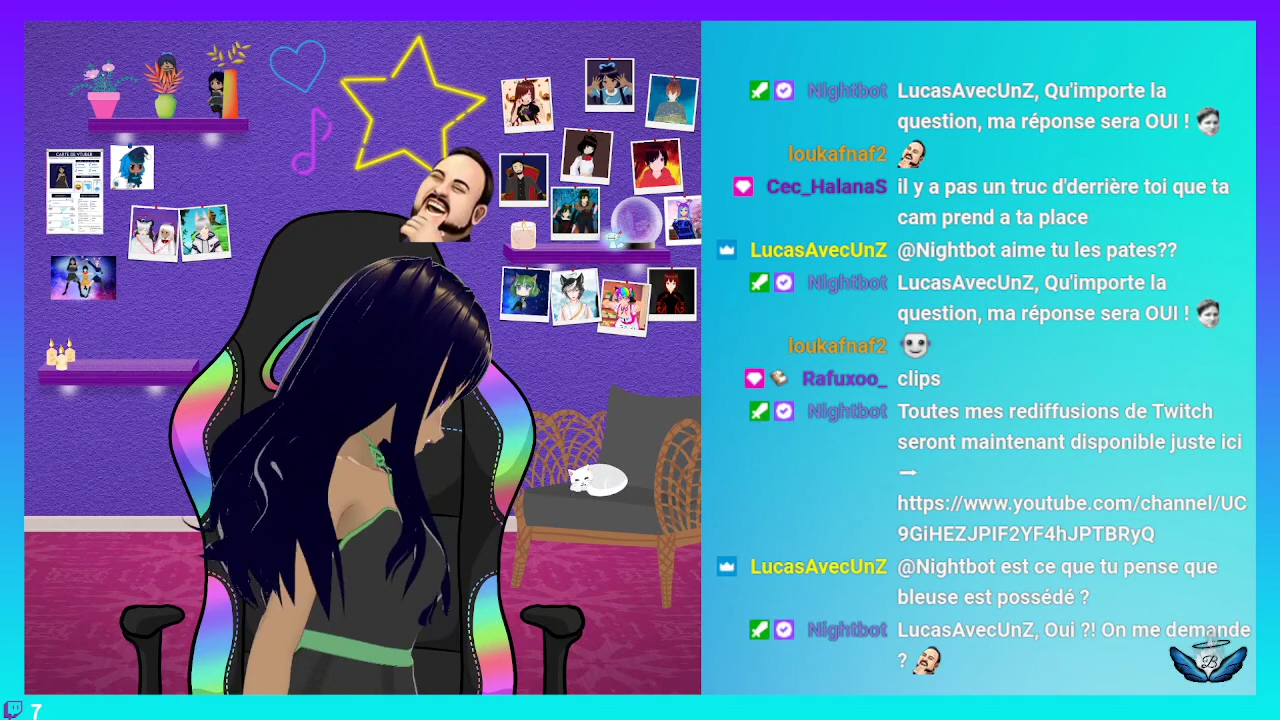 CARTE DE VTUBER
Nightbot LucasAvecUnZ, Qu'importe la
question, ma réponse sera OUI !
loukafnaf2
Cec_HalanaS il y a pas un truc d'derrière toi que ta
cam prend a ta place
LucasAvecUnZ @Nightbot aime tu les pates??
Nightbot LucasAvecUnZ, Qu'importe la
question, ma réponse sera OUI !
loukafnaf2
Rafuxoo_ clips
Nightbot Toutes mes rediffusions de Twitch
seront maintenant disponible juste ici
→
https://www.youtube.com/channel/UC
9GiHEZJPIF2YF4hJPTBRyQ
LucasAvecUnZ @Nightbot est ce que tu pense que
bleuse est possédé ?
Nightbot LucasAvecUnZ, Oui ?! On me demande
?
B
7